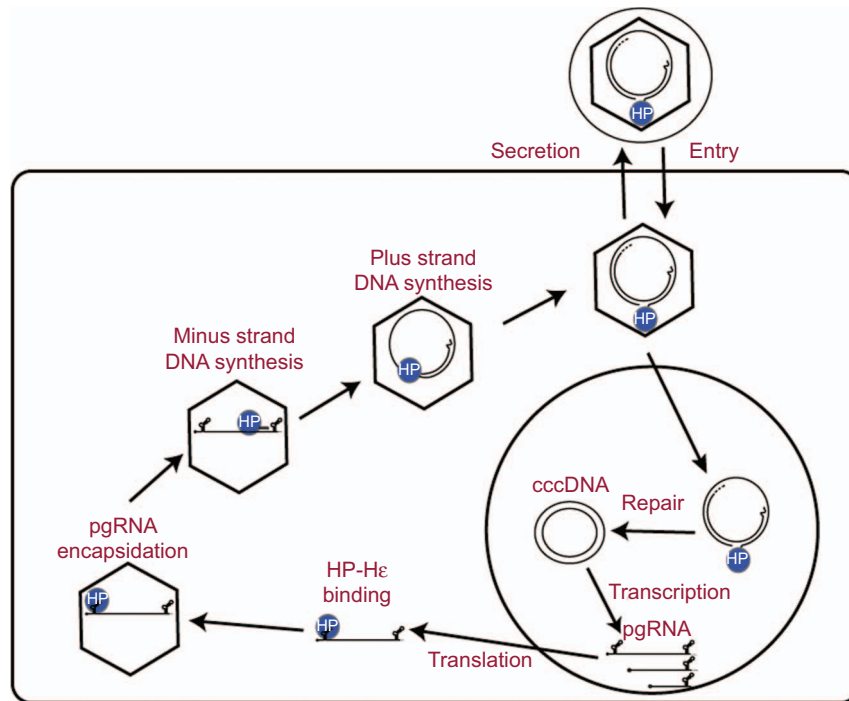 HP
Secretion
Entry
Plus strand
DNA synthesis
HP
Minus strand
DNA synthesis
HP
HP
cccDNA
Repair
pgRNA
encapsidation
HP
HP-Hε
binding
Transcription
HP
HP
pgRNA
Translation